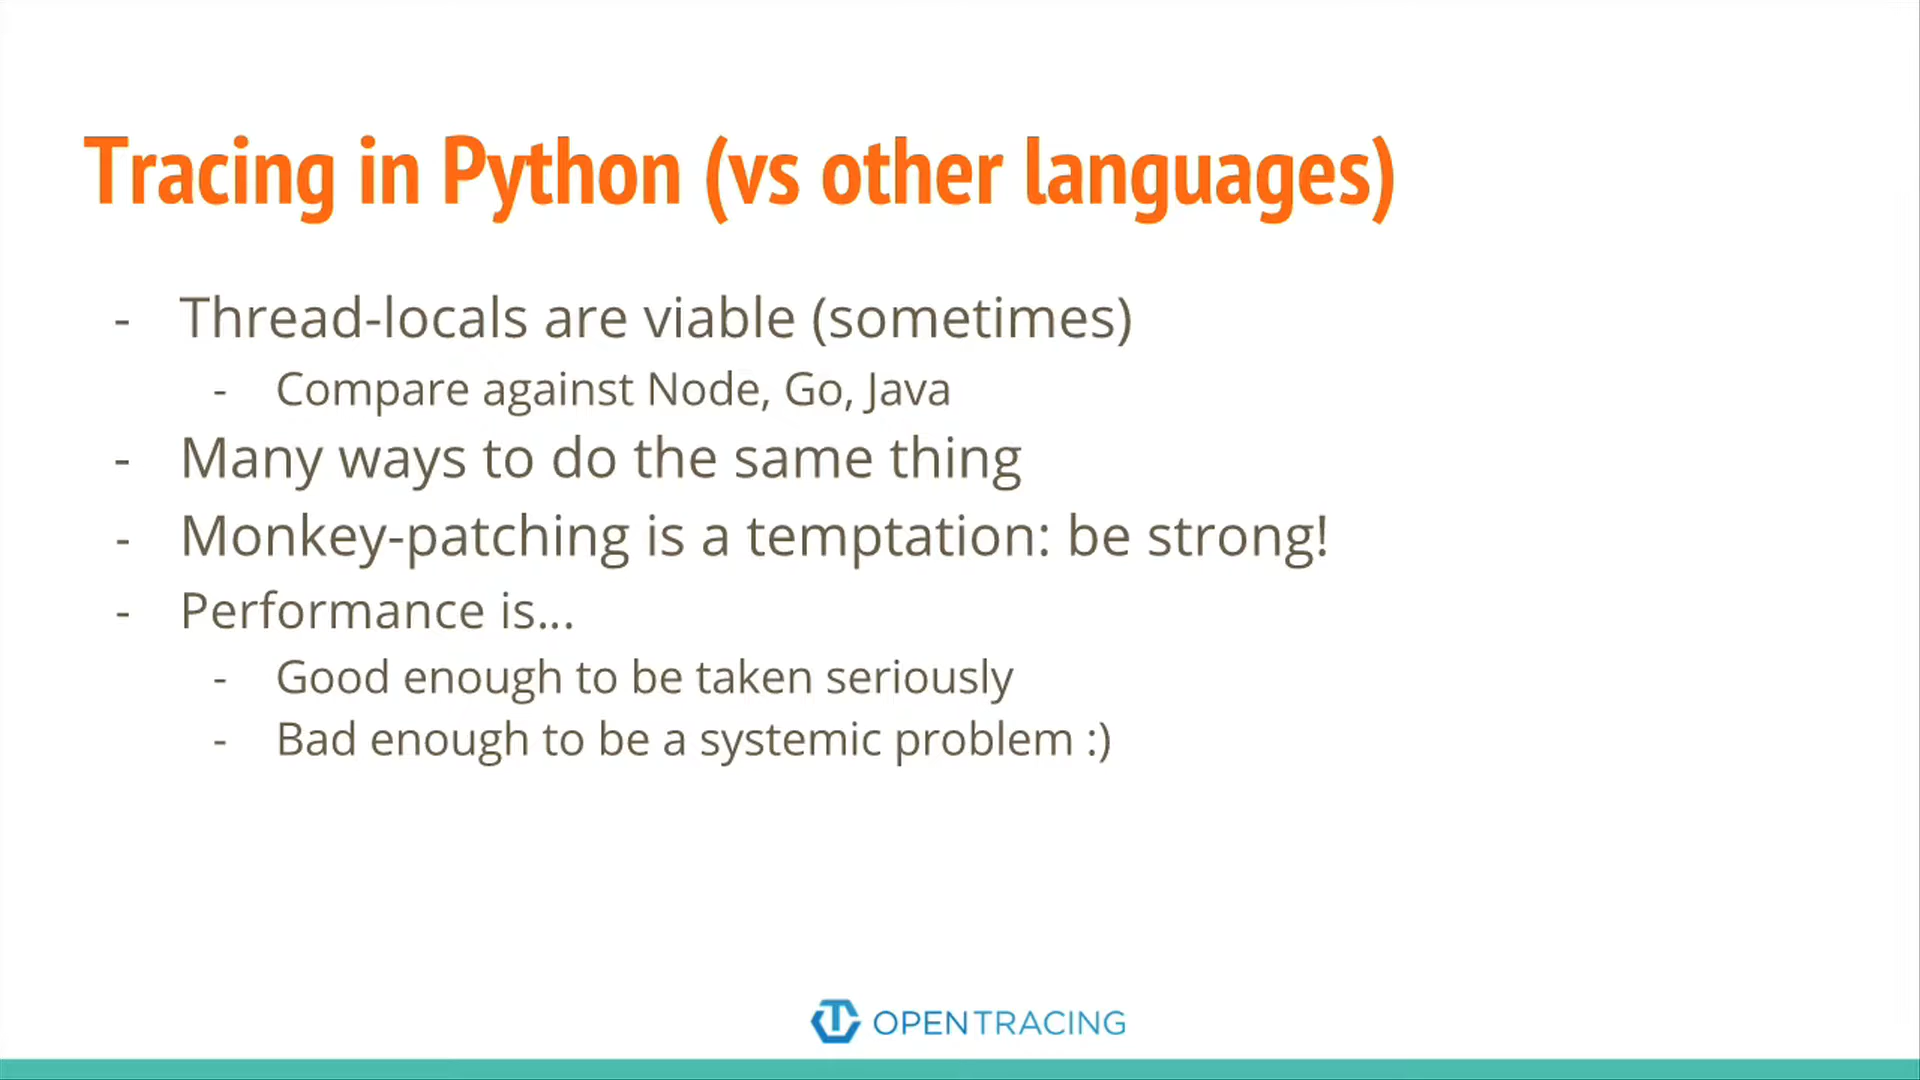 Tracing in Python (vs other languages)
- Thread-locals are viable (sometimes)
- Compare against Node, Go, Java
- Many ways to do the same thing
- Monkey-patching is a temptation: be strong!
- Performance is...
- Good enough to be taken seriously
- Bad enough to be a systemic problem :)
OPENTRACING